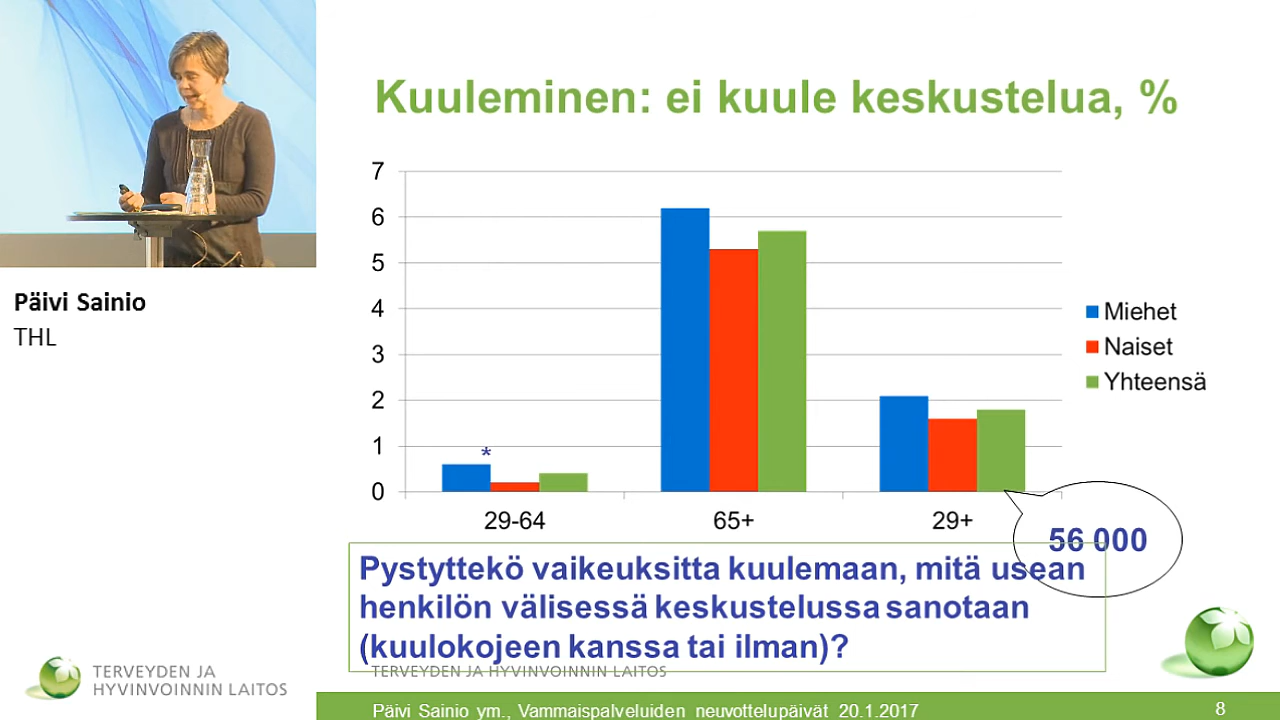 Kuuleminen: ei kuule keskustelua, %
7
6
5
4
3
2
1
0
*
29-64
65+
29+
Miehet
Naiset
Yhteensä
56 000
Pystyttekö vaikeuksitta kuulemaan, mitä usean
henkilön välisessä keskustelussa sanotaan
(kuulokojeen kanssa tai ilman)?
TERVEYDEN JA HYVINVOINNIN LAITOS
Päivi Sainio ym., Vammaispalveluiden neuvottelupäivät 20.1.2017
8
Päivi Sainio
THL
TERVEYDEN JA
HYVINVOINNIN LAITOS